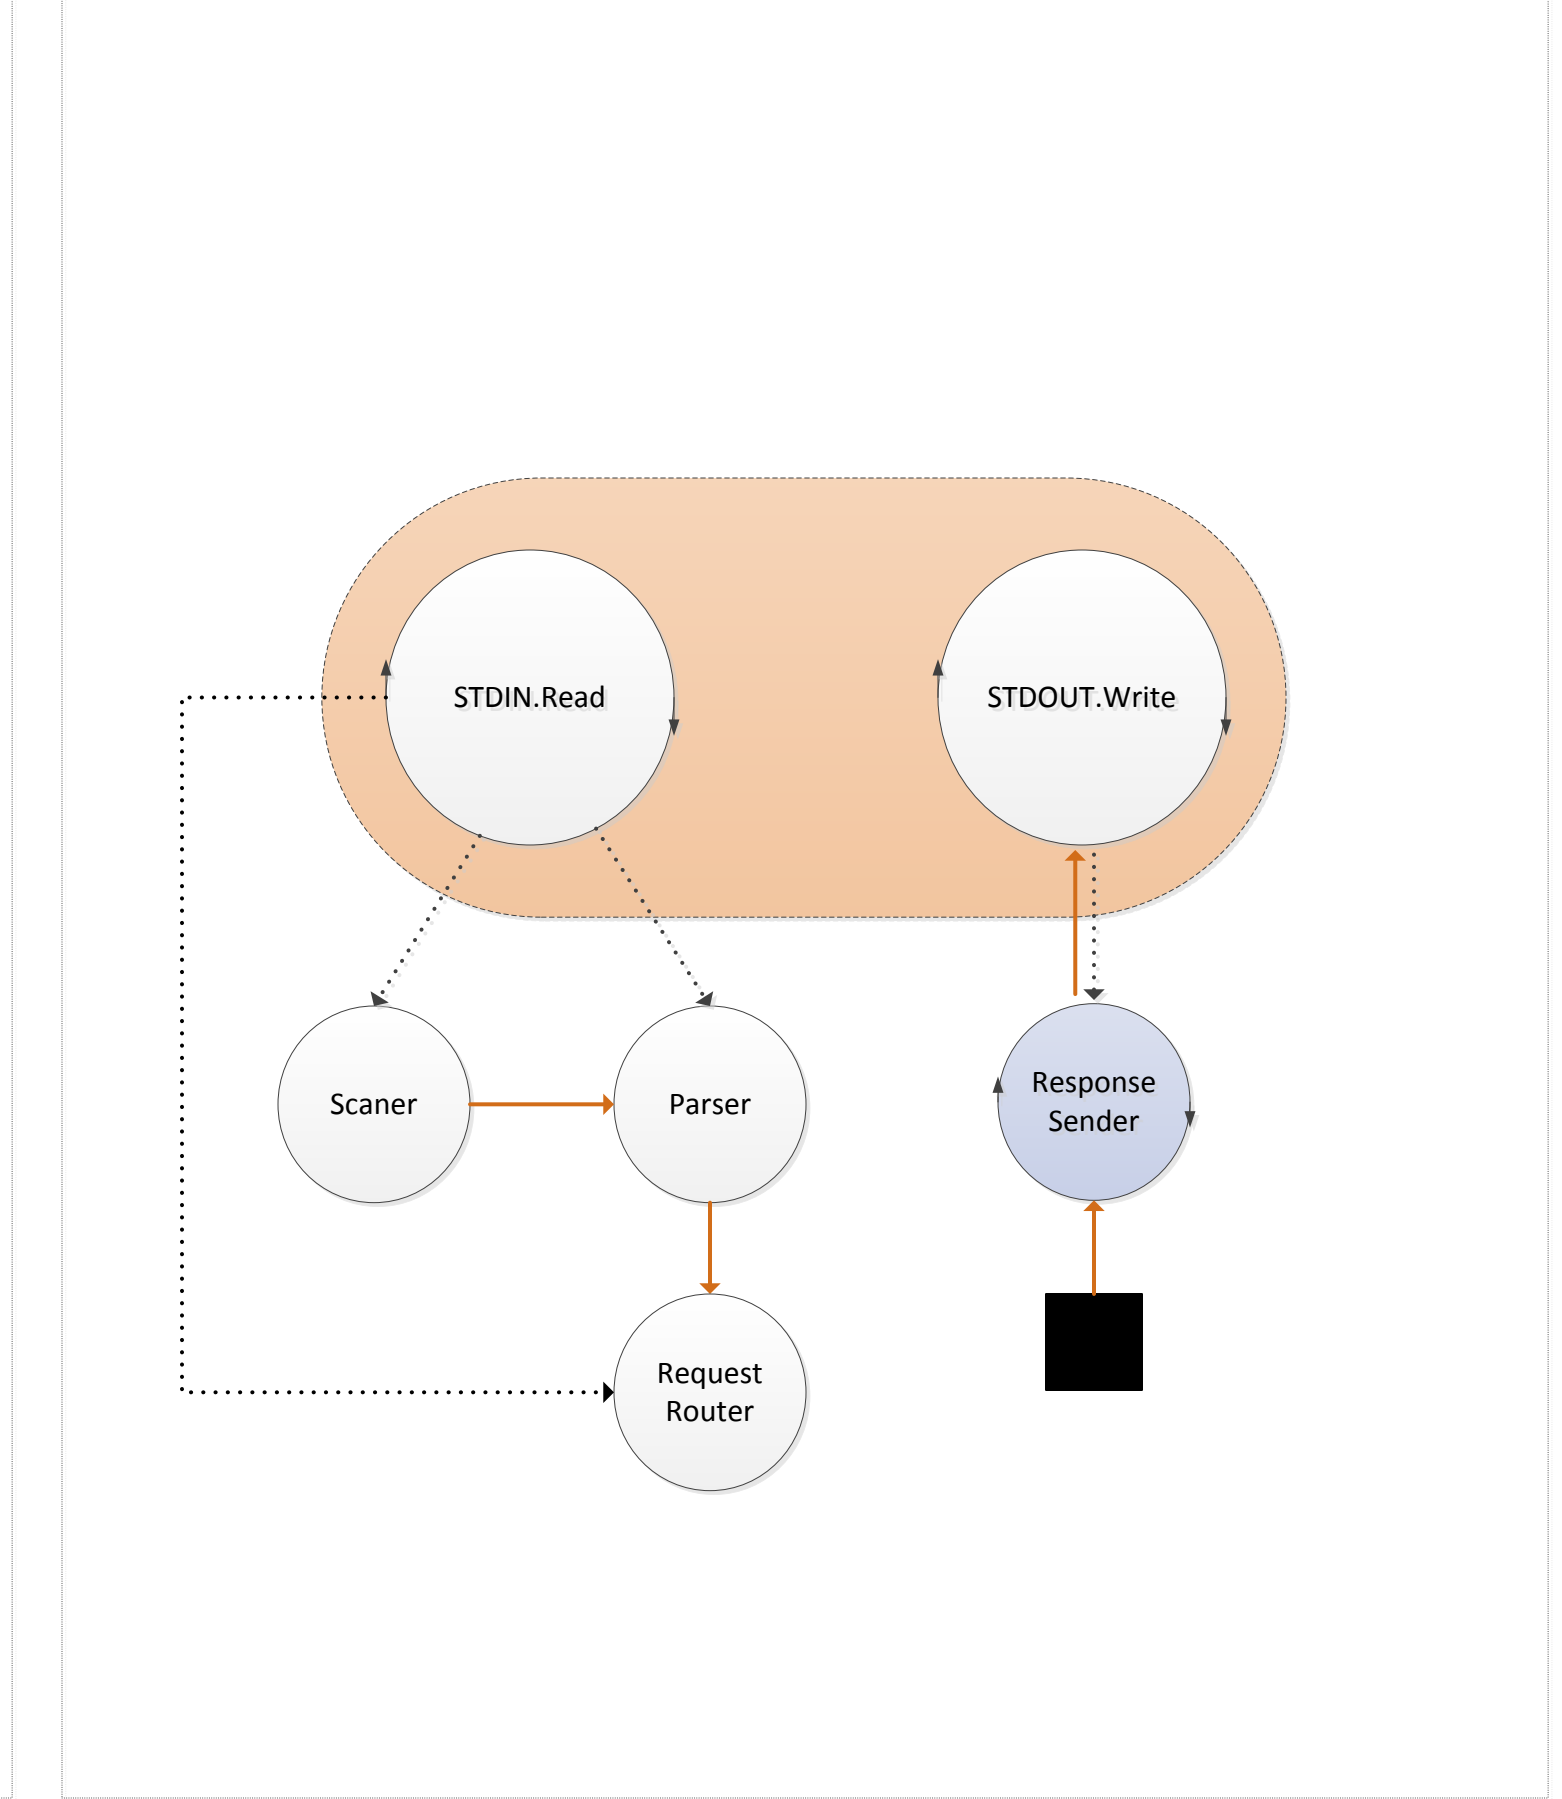 STDIN.Read
STDOUT.Write
Scaner
Parser
Response
Sender
Request
Router